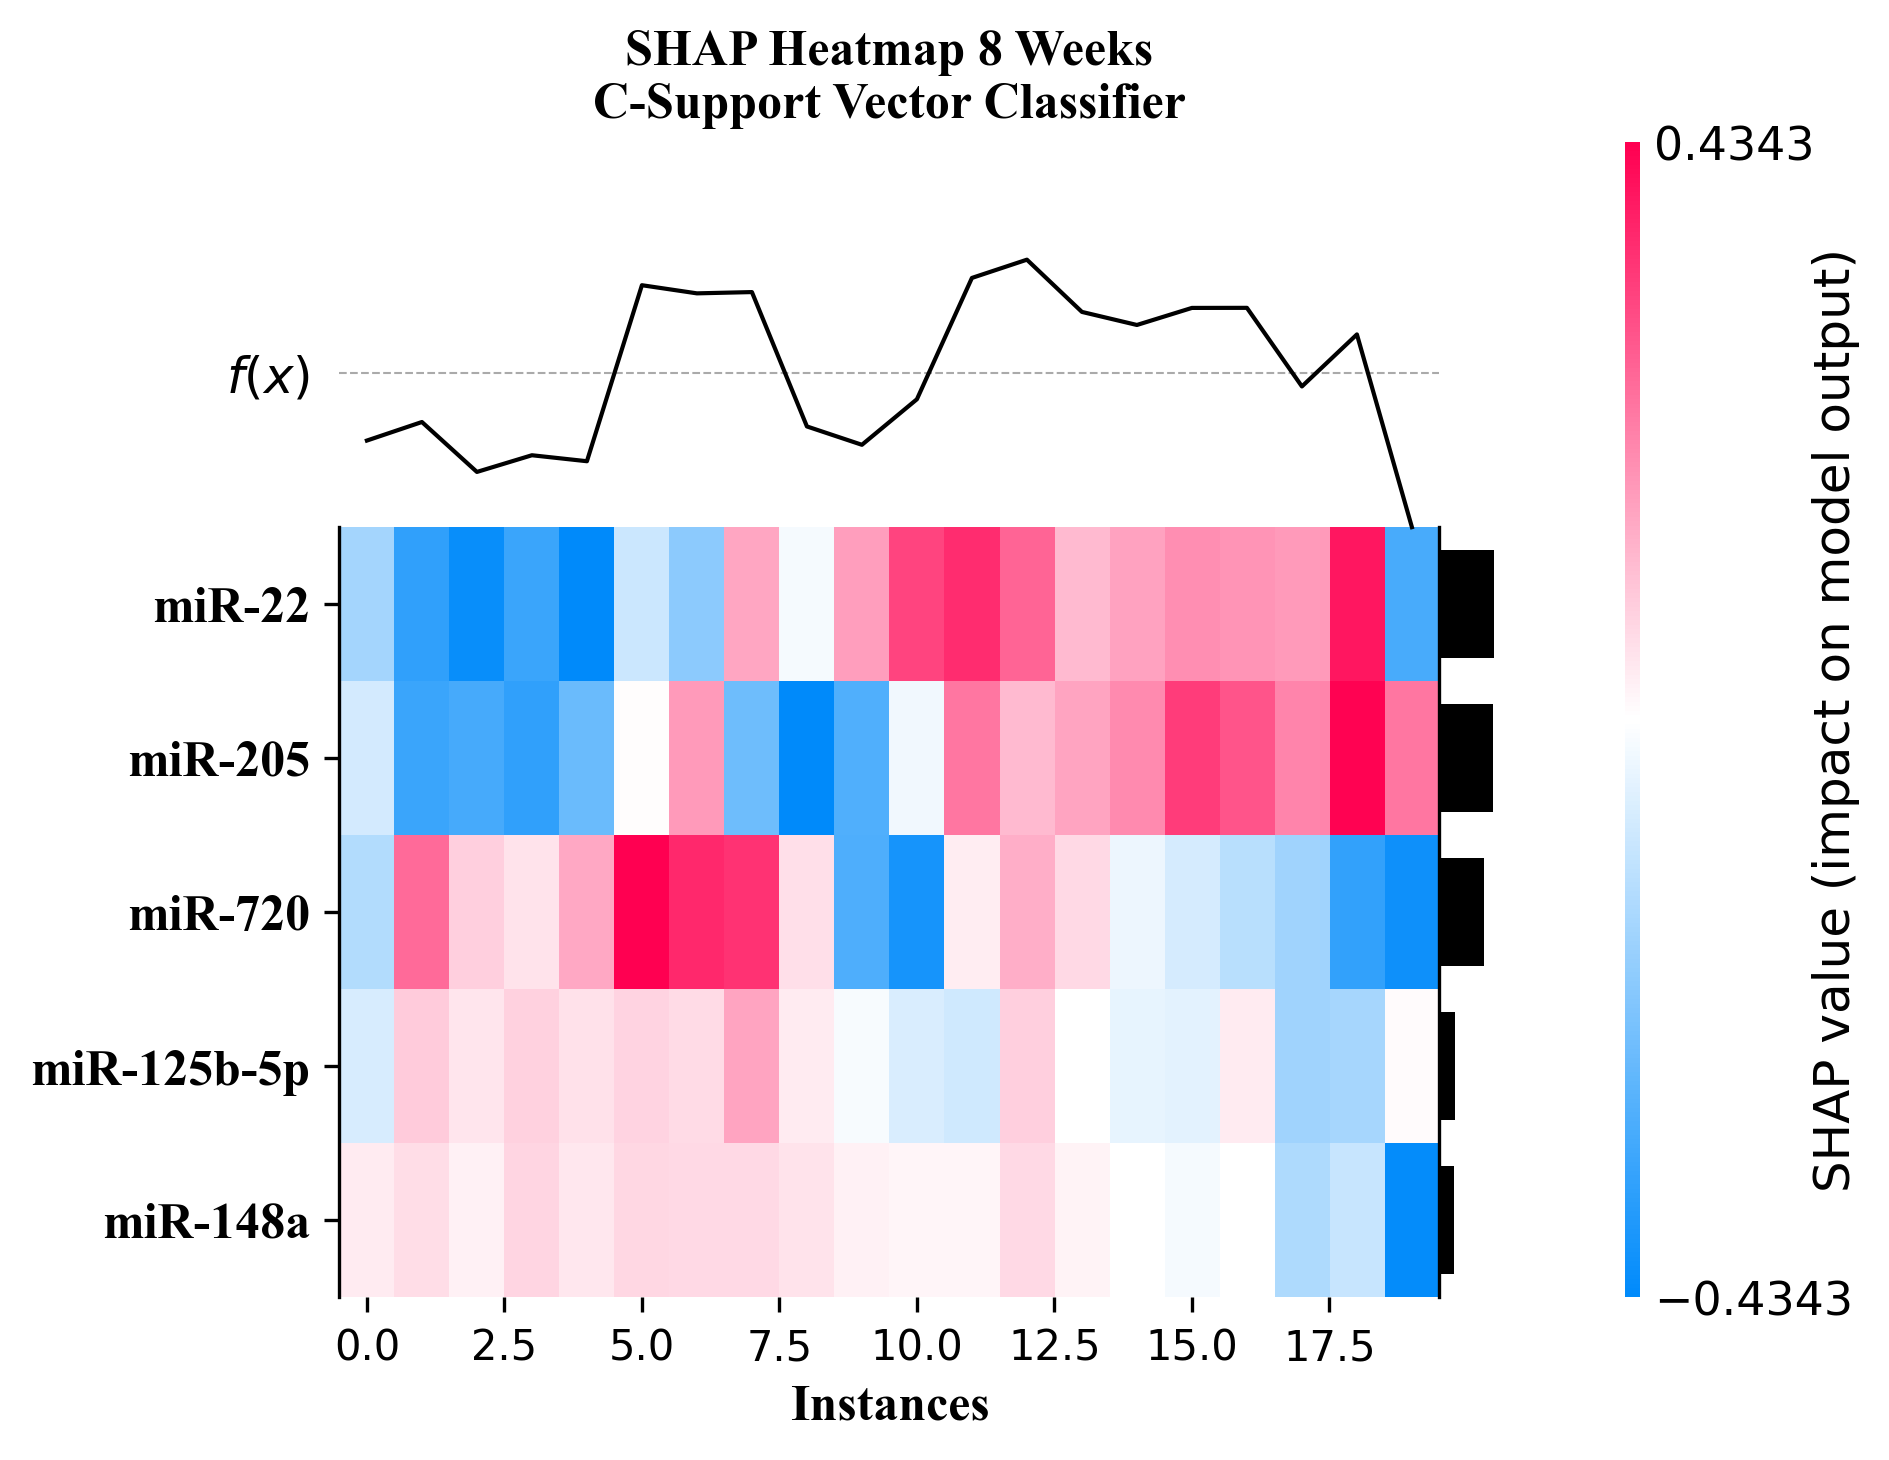 SHAP Heatmap 8 Weeks
C-Support Vector Classifier
0.4343
f(x)
miR-22
miR-205
miR-720
miR-125b-5p
miR-148a
SHAP value (impact on model output)
−0.4343
0.0 2.5 5.0 7.5 10.0 12.5 15.0 17.5
Instances